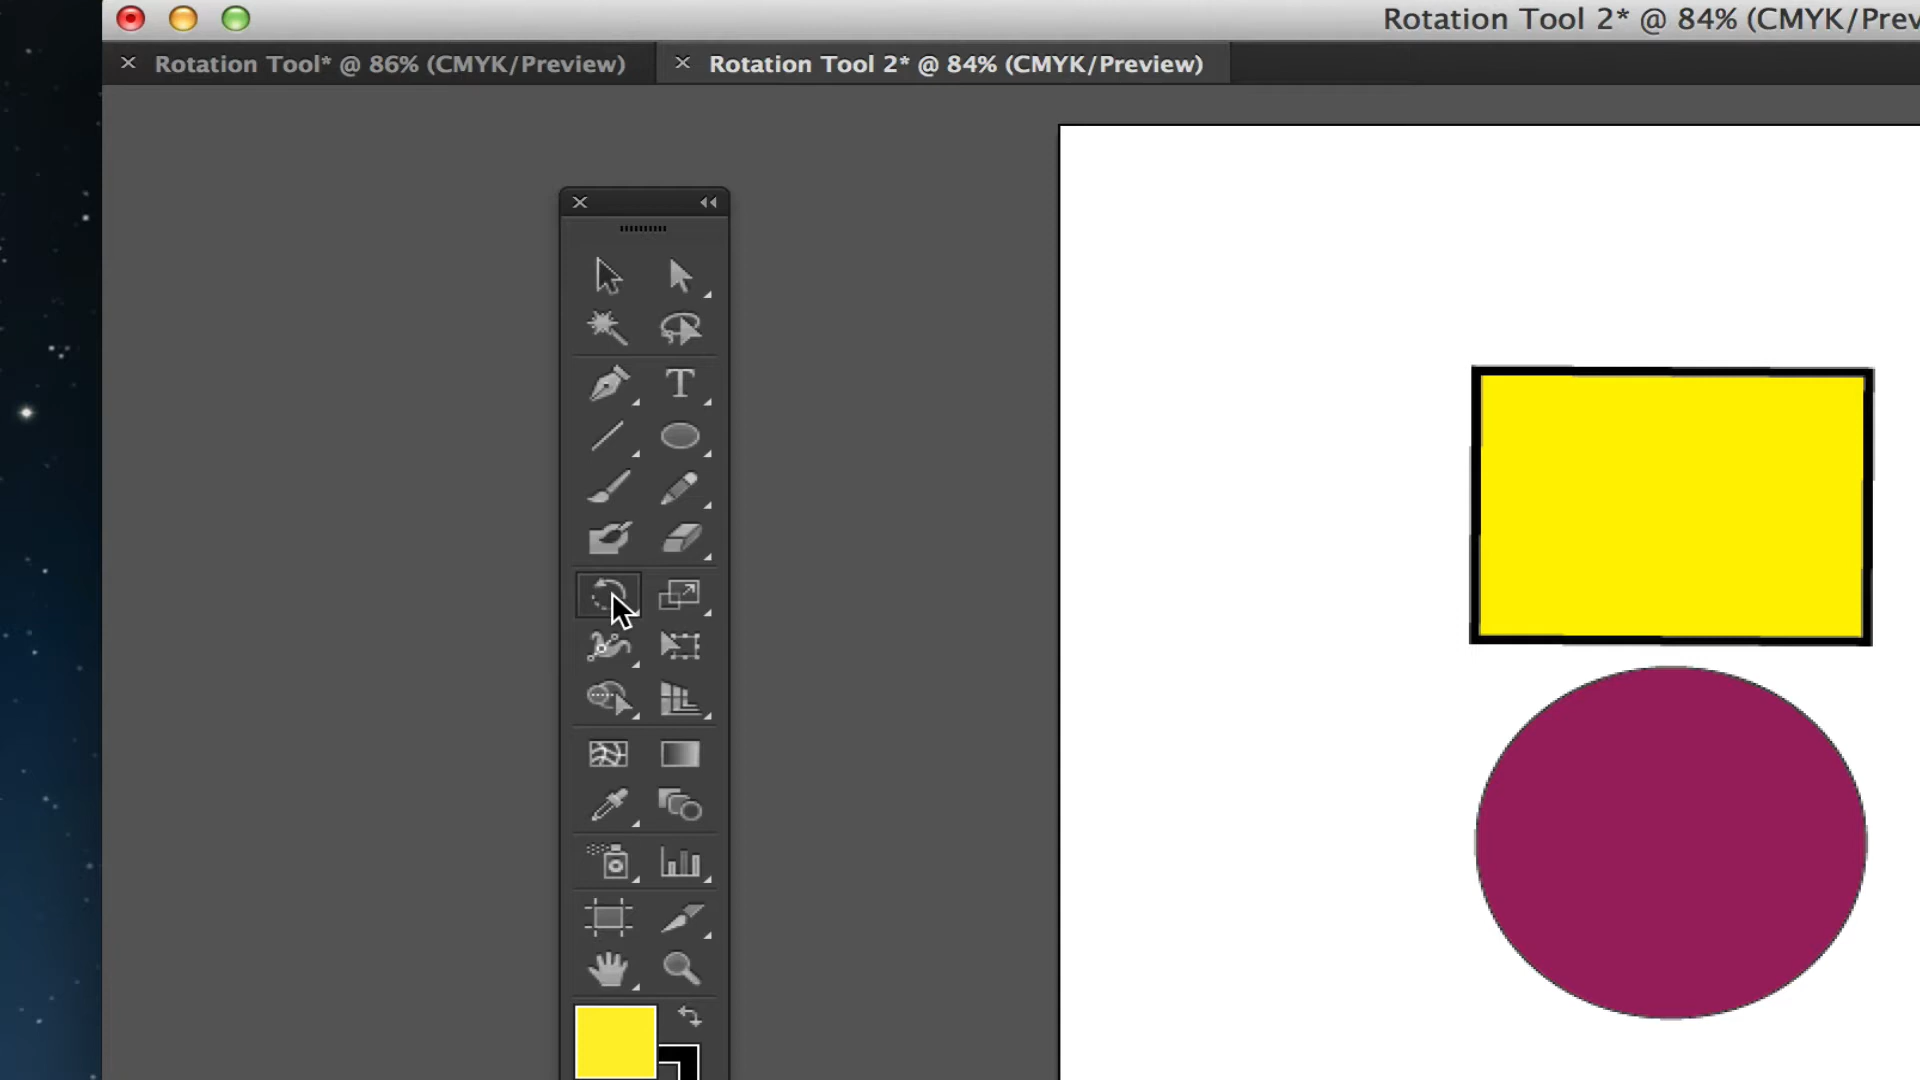 Rotation Tool 2* @ 84% (CMYK/Prev
Rotation Tool* @ 86% (CMYK/Preview)
Rotation Tool 2* @ 84% (CMYK/Preview)
T